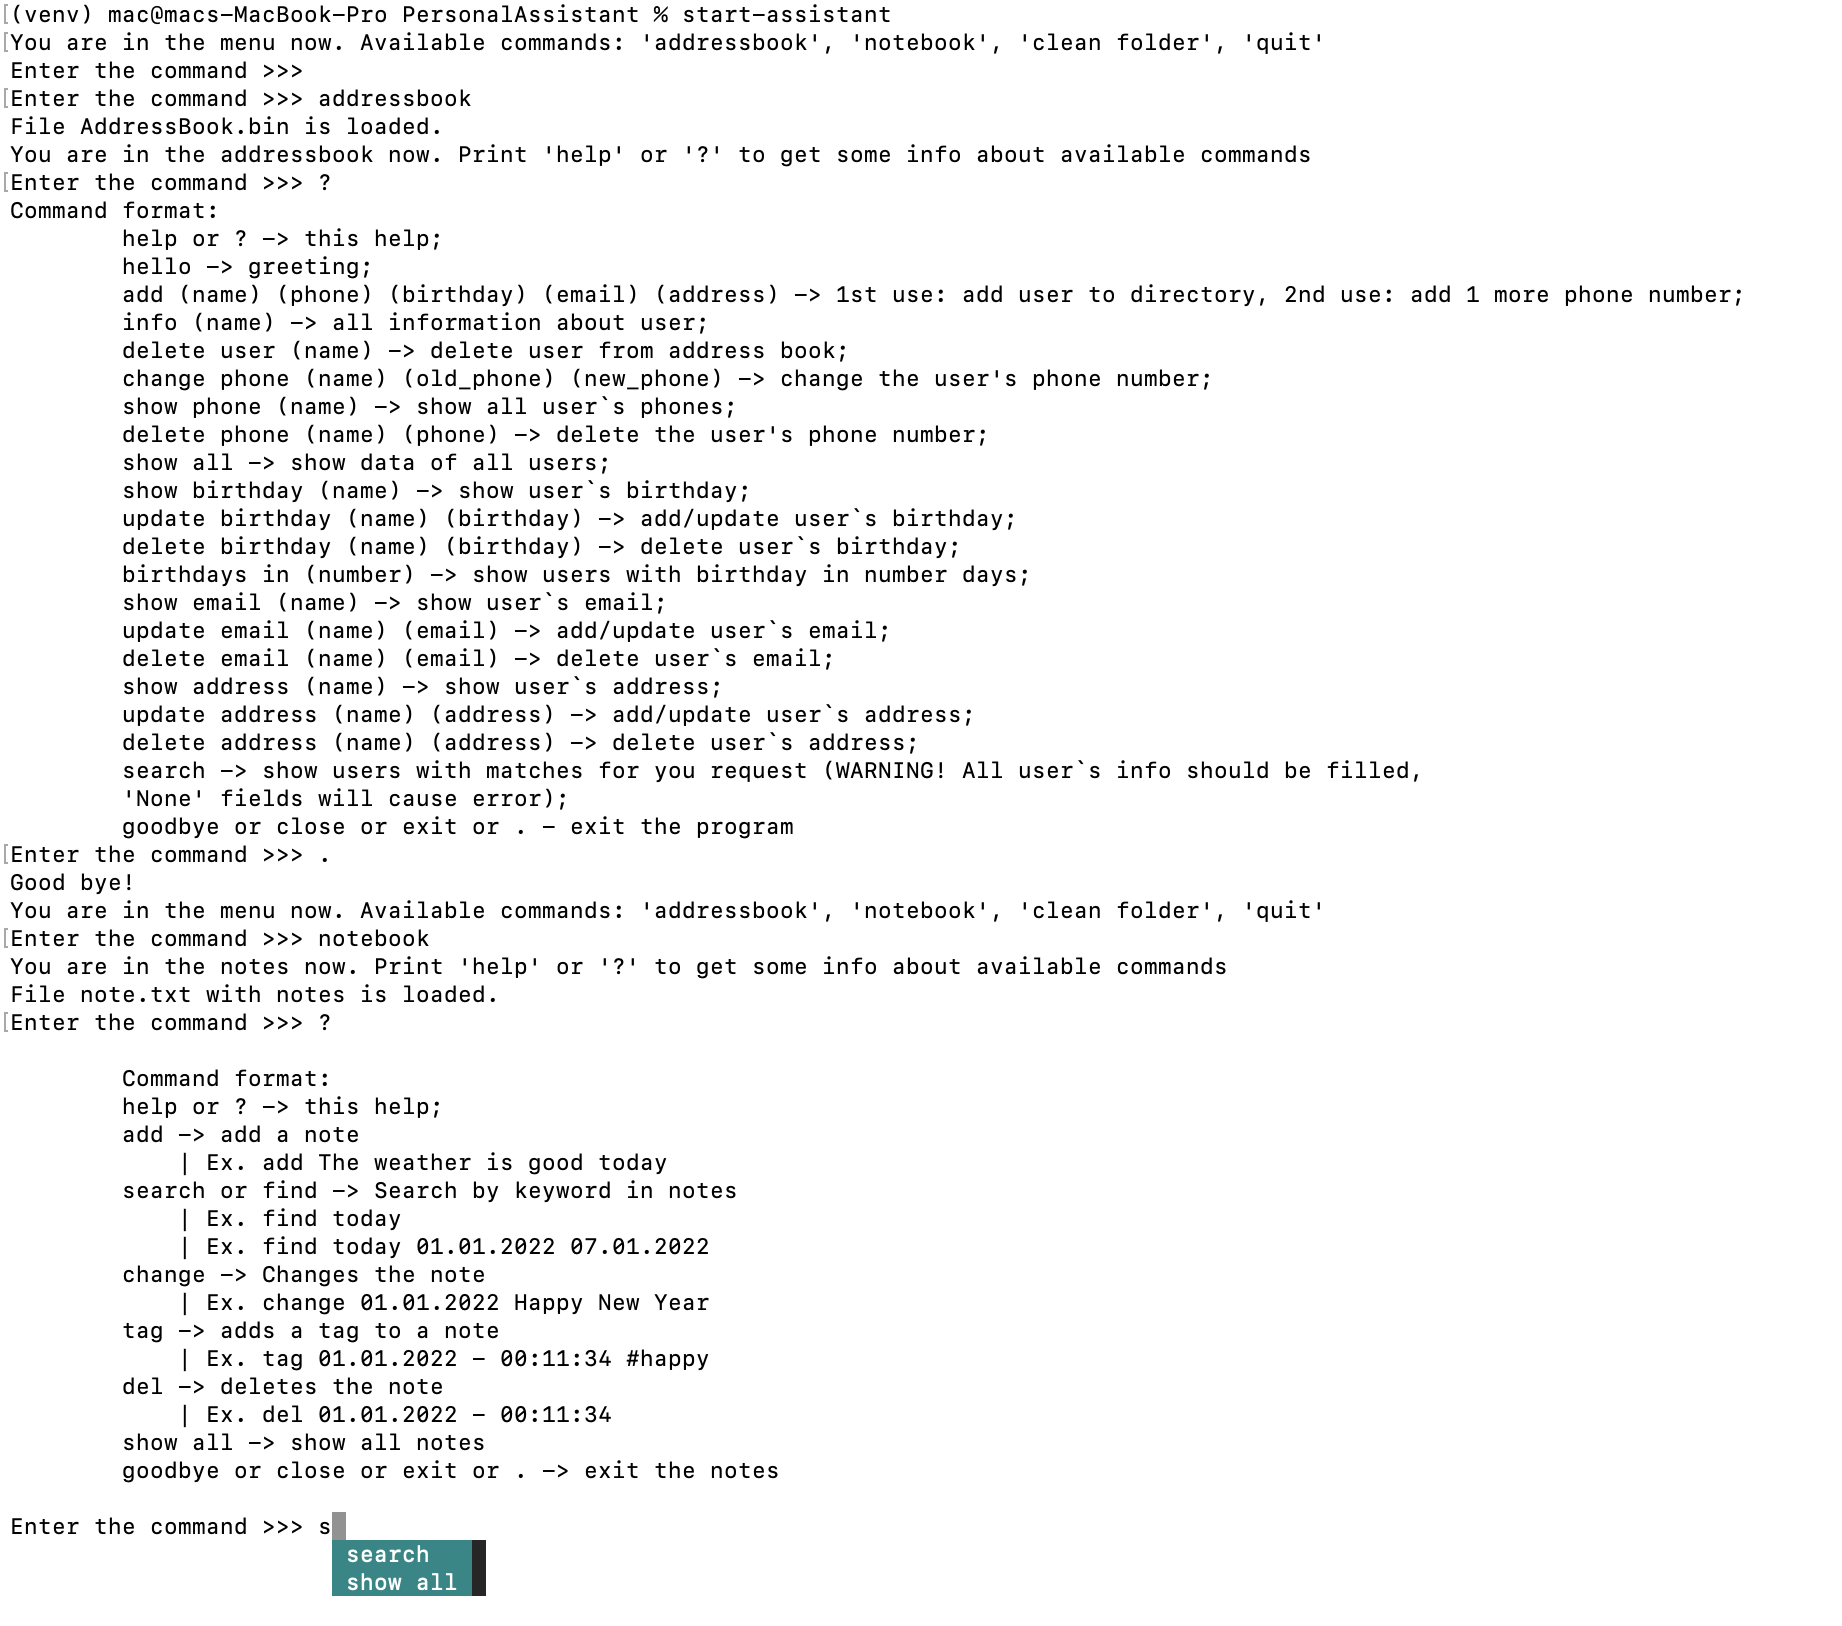 (venv) mac@macs-MacBook-Pro PersonalAssistant % start-assistant
You are in the menu now. Available commands: 'addressbook', 'notebook', 'clean folder', 'quit'
Enter the command >>>
Enter the command >>> addressbook
File AddressBook.bin is loaded.
You are in the addressbook now. Print 'help' or '?' to get some info about available commands
Enter the command >>> ?
Command format:
help or ? -> this help;
hello -> greeting;
add (name) (phone) (birthday) (email) (address) -> 1st use: add user to directory, 2nd use: add 1 more phone number;
info (name) -> all information about user;
delete user (name) -> delete user from address book;
change phone (name) (old_phone) (new_phone) -> change the user's phone number;
show phone (name) -> show all user`s phones;
delete phone (name) (phone) -> delete the user's phone number;
show all -> show data of all users;
show birthday (name) -> show user`s birthday;
update birthday (name) (birthday) -> add/update user`s birthday;
delete birthday (name) (birthday) -> delete user`s birthday;
birthdays in (number) -> show users with birthday in number days;
show email (name) -> show user`s email;
update email (name) (email) -> add/update user`s email;
delete email (name) (email) -> delete user`s email;
show address (name) -> show user`s address;
update address (name) (address) -> add/update user`s address;
delete address (name) (address) -> delete user`s address;
search -> show users with matches for you request (WARNING! All user`s info should be filled,
'None' fields will cause error);
goodbye or close or exit or . - exit the program
Enter the command >>> .
Good bye!
You are in the menu now. Available commands: 'addressbook', 'notebook', 'clean folder', 'quit'
Enter the command >>> notebook
You are in the notes now. Print 'help' or '?' to get some info about available commands
File note.txt with notes is loaded.
Enter the command >>> ?
Command format:
help or ? -> this help;
add -> add a note
| Ex. add The weather is good today
search or find -> Search by keyword in notes
| Ex. find today
| Ex. find today 01.01.2022 07.01.2022
change -> Changes the note
| Ex. change 01.01.2022 Happy New Year
tag -> adds a tag to a note
| Ex. tag 01.01.2022 - 00:11:34 #happy
del -> deletes the note
| Ex. del 01.01.2022 - 00:11:34
show all -> show all notes
goodbye or close or exit or . -> exit the notes
Enter the command >>> s
search
show all